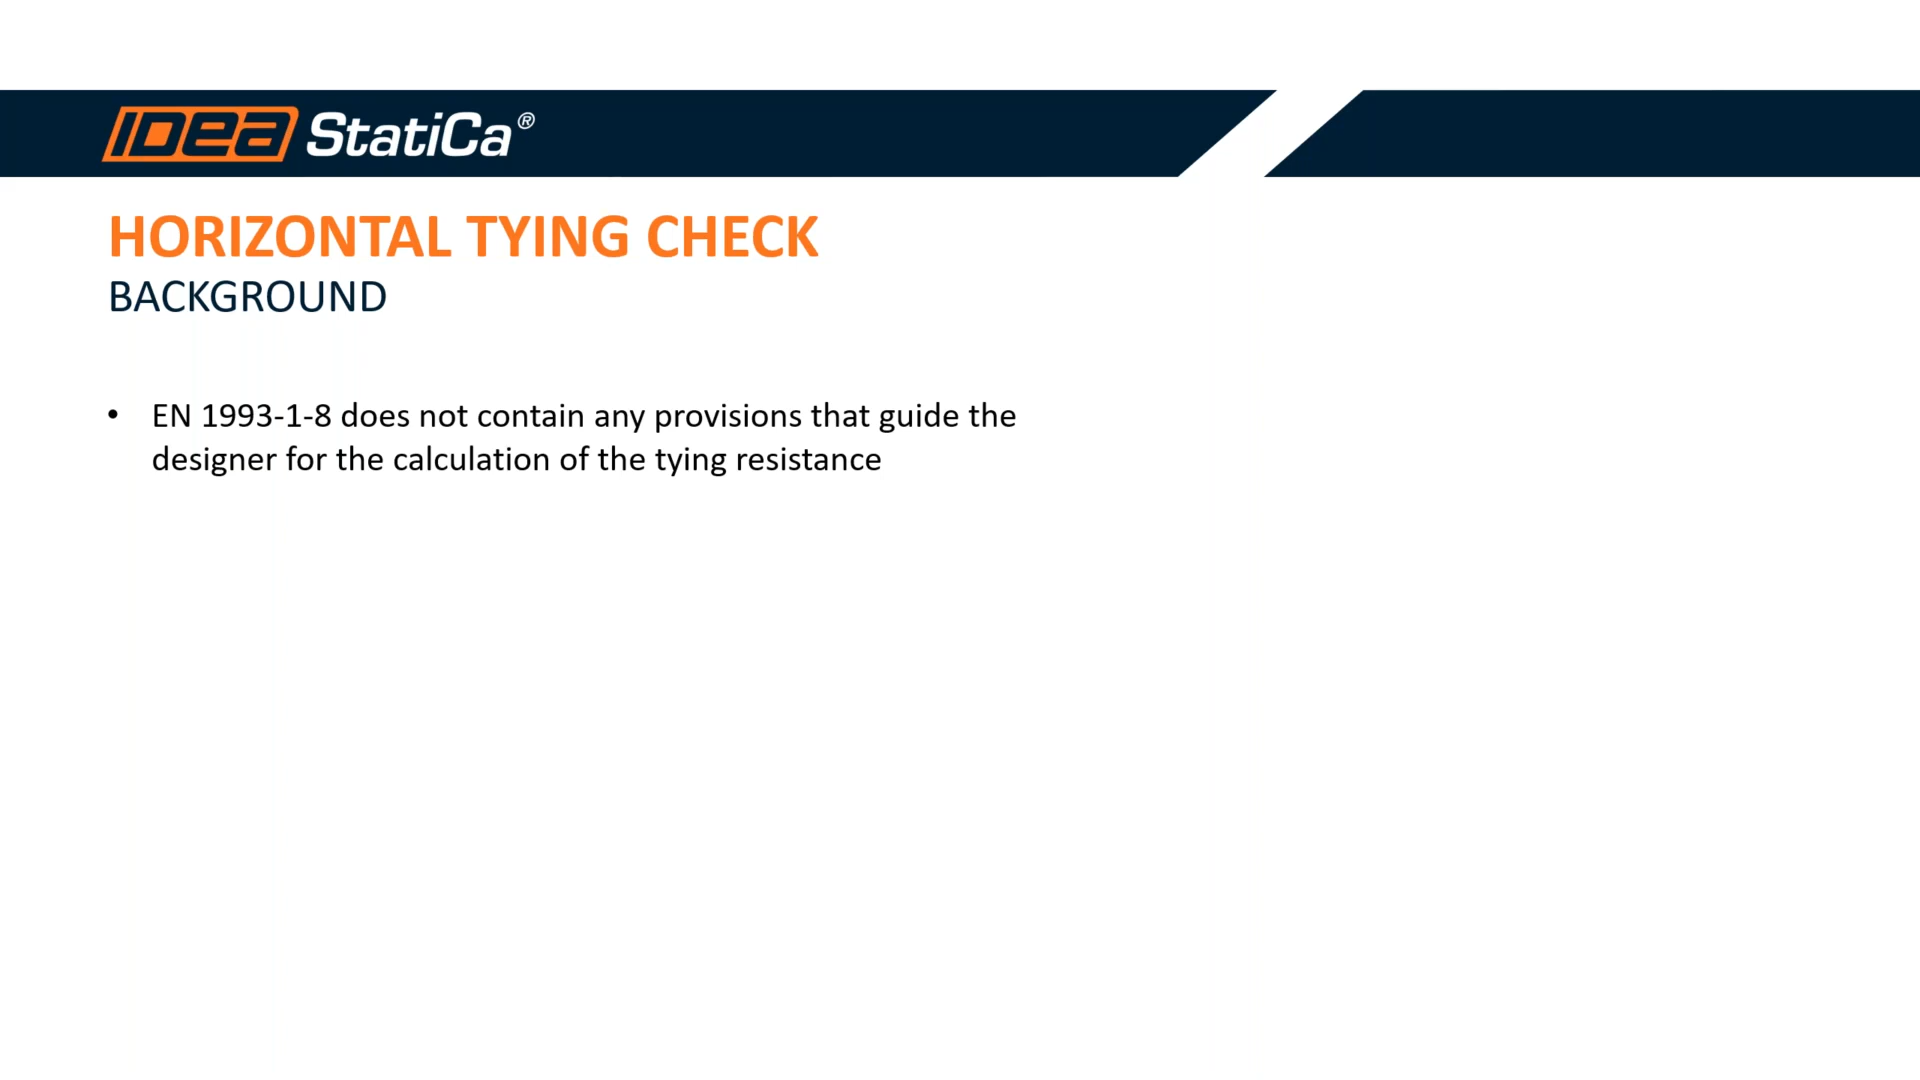 IDEA StatiCa®
HORIZONTAL TYING CHECK
BACKGROUND
• EN 1993-1-8 does not contain any provisions that guide the
designer for the calculation of the tying resistance